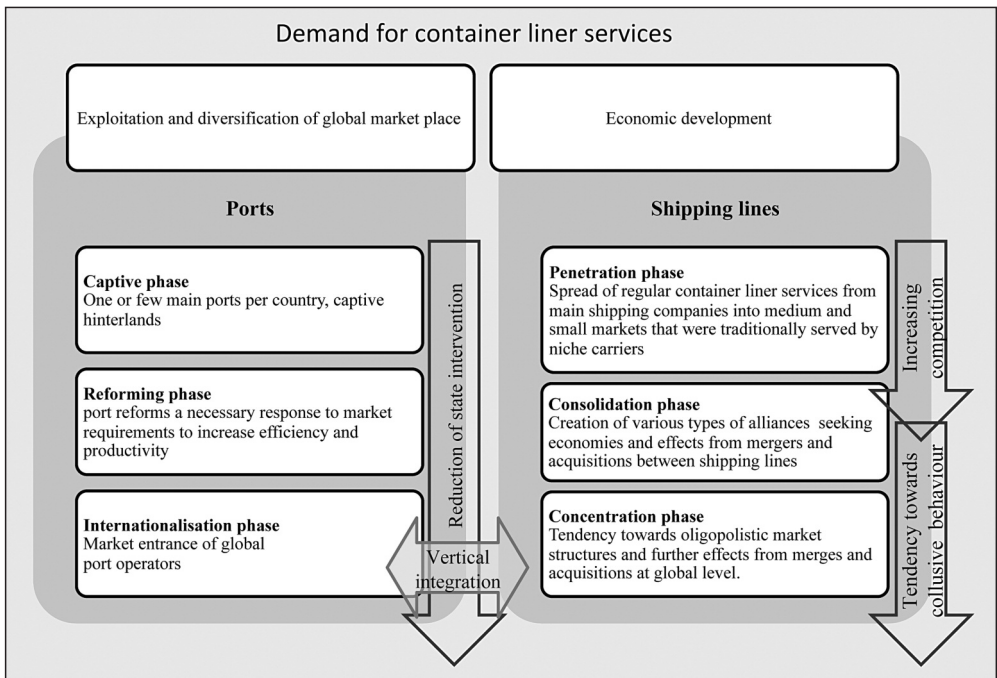 Demand for container liner services
Exploitation and diversification of global market place
Economic development
Ports
Captive phase
One or few main ports per country, captive
hinterlands
Reforming phase
port reforms a necessary response to market
requirements to increase efficiency and
productivity
Internationalisation phase
Market entrance of global
port operators
Reduction of state intervention
Vertical
integration
Shipping lines
Penetration phase
Spread of regular container liner services from
main shipping companies into medium and
small markets that were traditionally served by
niche carriers
Consolidation phase
Creation of various types of alliances seeking
economies and effects from mergers and
acquisitions between shipping lines
Concentration phase
Tendency towards oligopolistic market
structures and further effects from merges and
acquisitions at global level.
Increasing
competition
Tendency towards
collusive behaviour